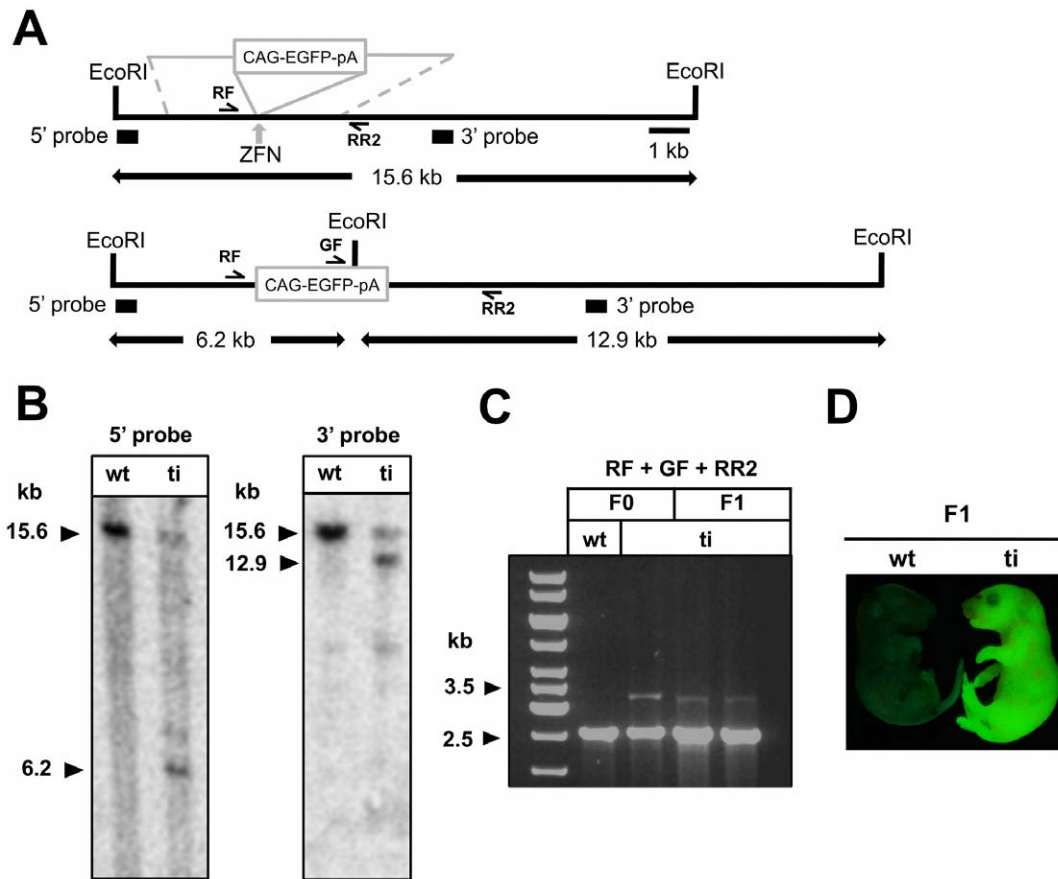 A
CAG-EGFP-pA
EcoRI
EcoRI
RF
5’ probe
ZFN
RR2
3’ probe
1 kb
15.6 kb
EcoRI
EcoRI
EcoRI
RF
GF
CAG-EGFP-pA
5’ probe
RR2
3’ probe
6.2 kb
12.9 kb
B
5’ probe
3’ probe
wt ti
wt ti
kb
15.6
6.2
15.6
12.9
C
RF + GF + RR2
F0 F1
wt ti
kb
3.5
2.5
D
F1
wt ti